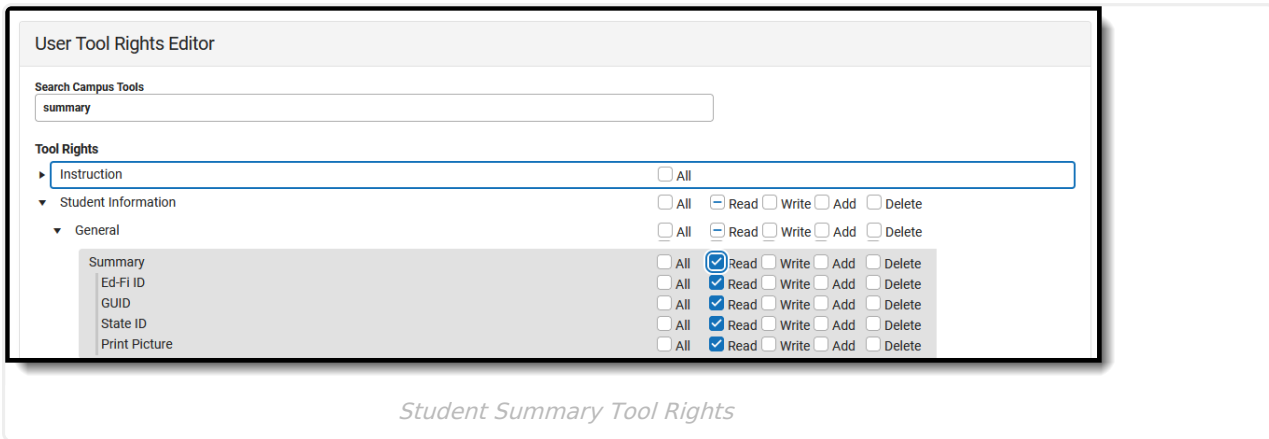 User Tool Rights Editor
Search Campus Tools
summary
Tool Rights
Instruction All
Student Information All Read Write Add Delete
General All Read Write Add Delete
Summary All Read Write Add Delete
Ed-Fi ID All Read Write Add Delete
GUID All Read Write Add Delete
State ID All Read Write Add Delete
Print Picture All Read Write Add Delete
Student Summary Tool Rights